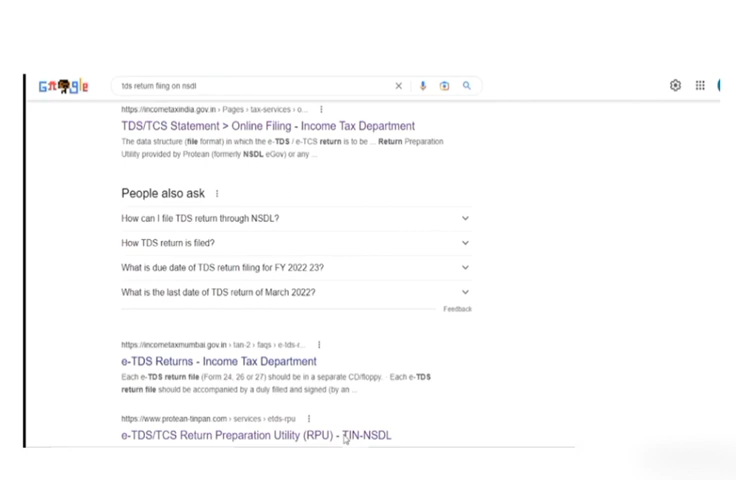 Google
tds return filing on nsdl
https://incometaxindia.gov.in › Pages › tax-services › o...
TDS/TCS Statement > Online Filing - Income Tax Department
The data structure (file format) in which the e-TDS / e-TCS return is to be ... Return Preparation
Utility provided by Protean (formerly NSDL eGov) or any ...
People also ask
How can I file TDS return through NSDL?
How TDS return is filed?
What is due date of TDS return filing for FY 2022 23?
What is the last date of TDS return of March 2022?
Feedback
https://incometaxmumbai.gov.in › tan-2 › faqs › e-tds-r...
e-TDS Returns - Income Tax Department
Each e-TDS return file (Form 24, 26 or 27) should be in a separate CD/floppy. · Each e-TDS
return file should be accompanied by a duly filled and signed (by an ...
https://www.protean-tinpan.com › services › etds-rpu
e-TDS/TCS Return Preparation Utility (RPU) - TIN-NSDL